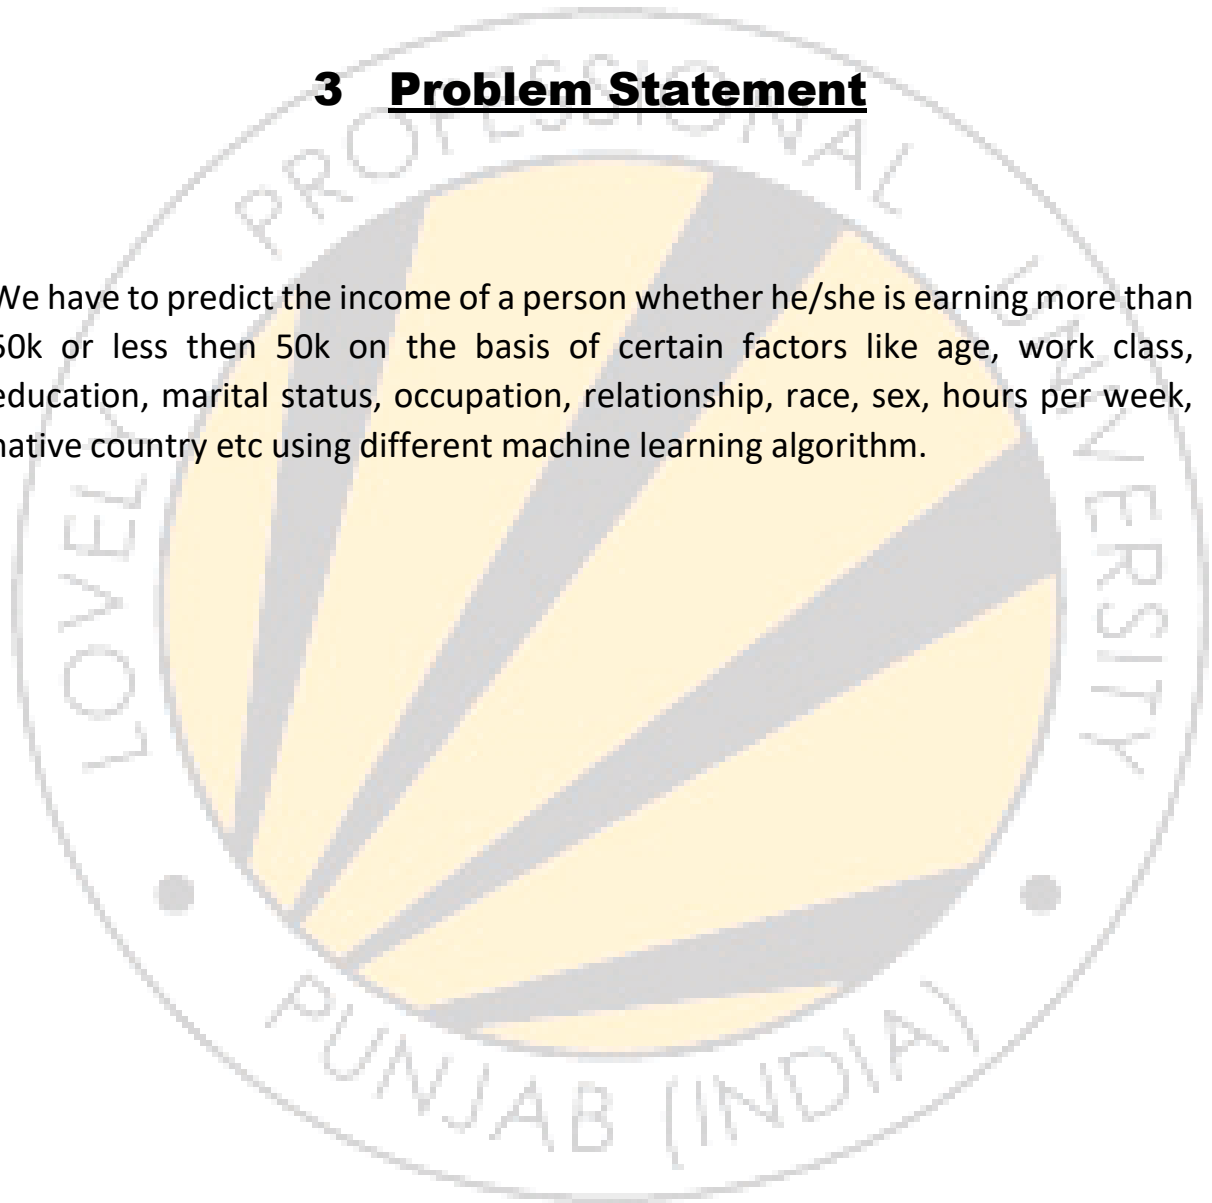 3 Problem Statement
We have to predict the income of a person whether he/she is earning more than
50k or less then 50k on the basis of certain factors like age, work class,
education, marital status, occupation, relationship, race, sex, hours per week,
native country etc using different machine learning algorithm.
LOVELY PROFESSIONAL UNIVERSITY
PUNJAB (INDIA)